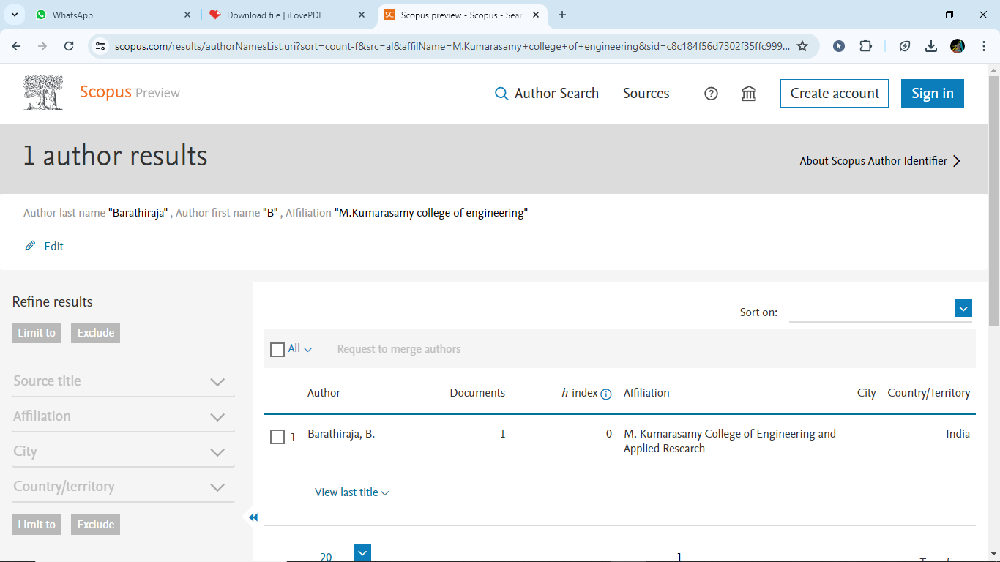 WhatsApp
Download file | iLovePDF
SC Scopus preview - Scopus - Sear
scopus.com/results/authorNamesList.uri?sort=count-f&src=al&affilName=M.Kumarasamy+college+of+engineering&sid=c8c184f56d7302f35ffc999...
Scopus Preview
Author Search
Sources
Create account
Sign in
1 author results
About Scopus Author Identifier
Author last name "Barathiraja" , Author first name "B" , Affiliation "M.Kumarasamy college of engineering"
Edit
Refine results
Limit to Exclude
Source title
Affiliation
City
Country/territory
Limit to Exclude
Sort on:
All Request to merge authors
Author Documents h-index Affiliation City Country/Territory
1 Barathiraja, B. 1 0 M. Kumarasamy College of Engineering and India
Applied Research
View last title
20 1